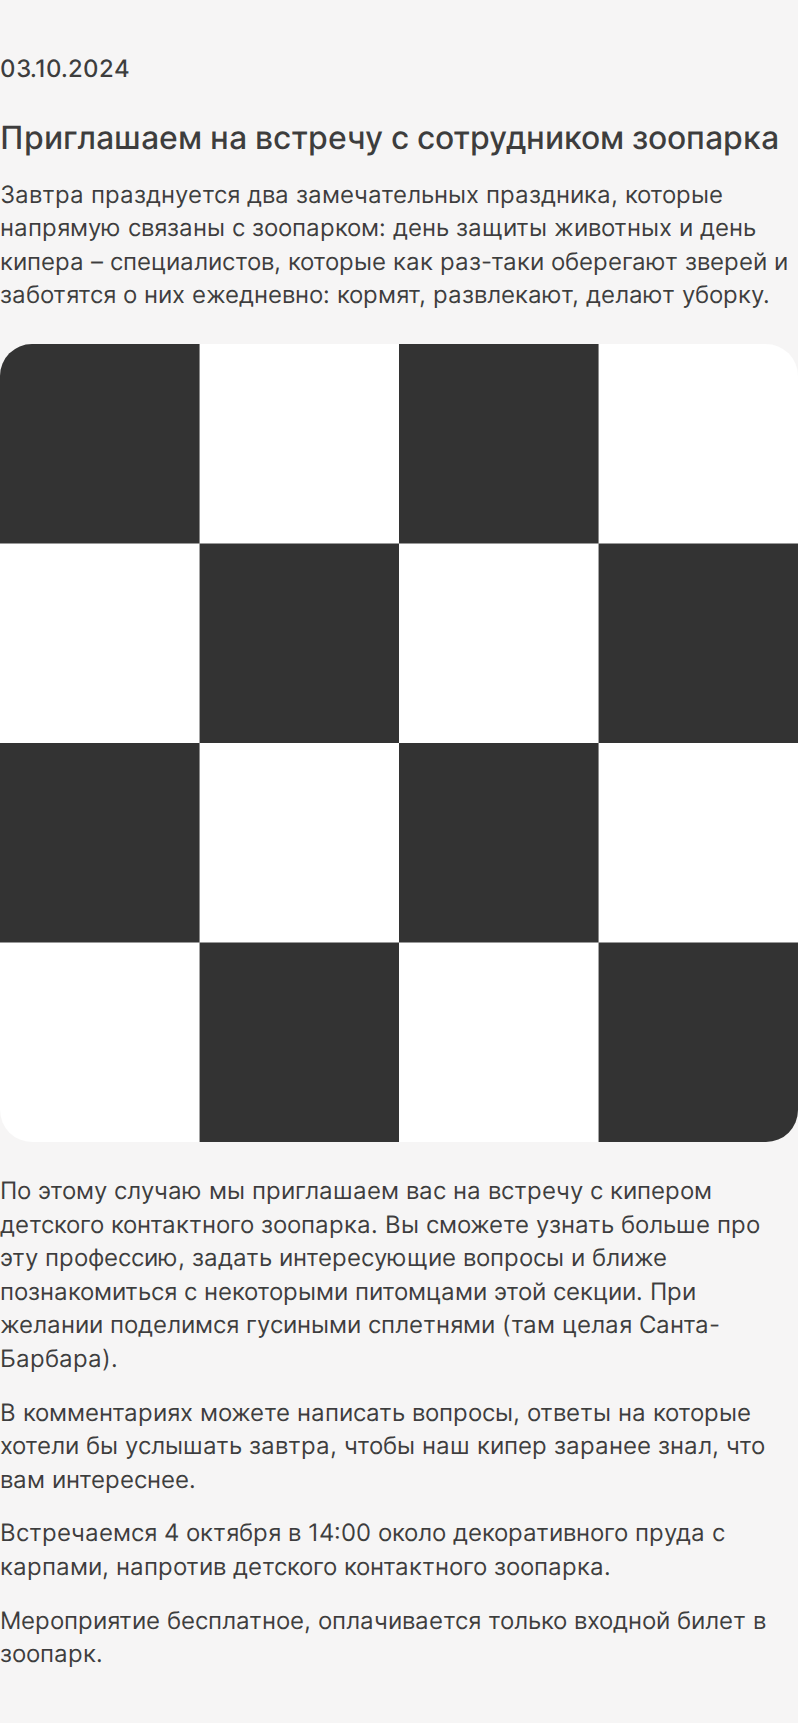 03.10.2024
Приглашаем на встречу с сотрудником зоопарка
Завтра празднуется два замечательных праздника, которые
напрямую связаны с зоопарком: день защиты животных и день
кипера – специалистов, которые как раз-таки оберегают зверей и
заботятся о них ежедневно: кормят, развлекают, делают уборку.
По этому случаю мы приглашаем вас на встречу с кипером
детского контактного зоопарка. Вы сможете узнать больше про
эту профессию, задать интересующие вопросы и ближе
познакомиться с некоторыми питомцами этой секции. При
желании поделимся гусиными сплетнями (там целая Санта-
Барбара).
В комментариях можете написать вопросы, ответы на которые
хотели бы услышать завтра, чтобы наш кипер заранее знал, что
вам интереснее.
Встречаемся 4 октября в 14:00 около декоративного пруда с
карпами, напротив детского контактного зоопарка.
Мероприятие бесплатное, оплачивается только входной билет в
зоопарк.